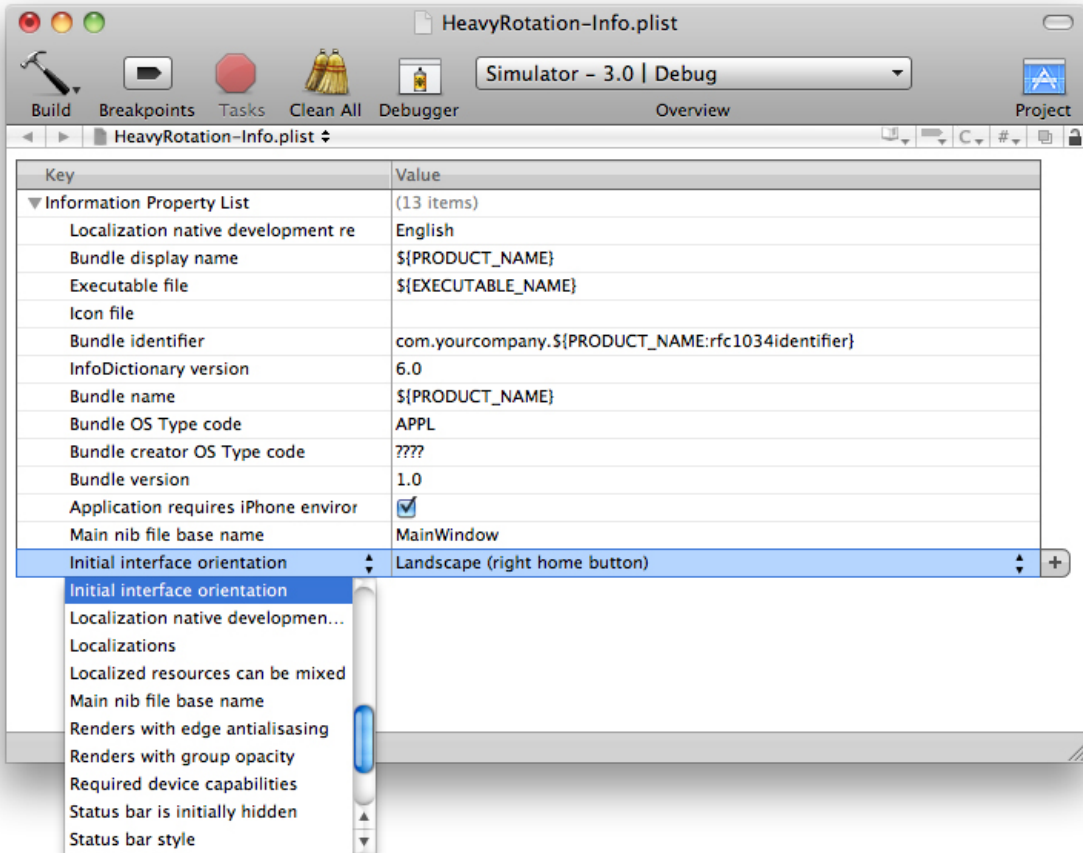 HeavyRotation-Info.plist
Simulator - 3.0 | Debug
Build Breakpoints Tasks Clean All Debugger Overview Project
HeavyRotation-Info.plist C #
Key Value
Information Property List (13 items)
Localization native development re English
Bundle display name ${PRODUCT_NAME}
Executable file ${EXECUTABLE_NAME}
Icon file
Bundle identifier com.yourcompany.${PRODUCT_NAME:rfc1034identifier}
InfoDictionary version 6.0
Bundle name ${PRODUCT_NAME}
Bundle OS Type code APPL
Bundle creator OS Type code ????
Bundle version 1.0
Application requires iPhone enviror
Main nib file base name MainWindow
Initial interface orientation Landscape (right home button) +
Initial interface orientation
Localization native developmen...
Localizations
Localized resources can be mixed
Main nib file base name
Renders with edge antialisasing
Renders with group opacity
Required device capabilities
Status bar is initially hidden
Status bar style